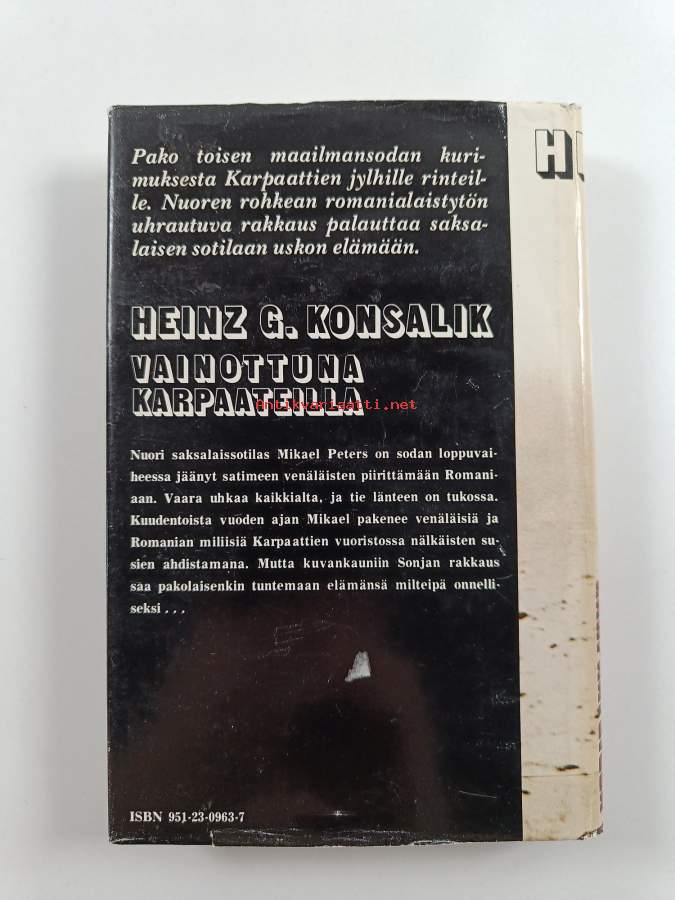 Pako toisen maailmansodan kuri-
muksesta Karpaattien jylhille rinteil-
le. Nuoren rohkean romanialaistytön
uhrautuva rakkaus palauttaa saksa-
laisen sotilaan uskon elämään.
HEINZ G. KONSALIK
VAINOTTUNA
KARPAATEILLA
Antikvariaatti.net
Nuori saksalaissotilas Mikael Peters on sodan loppuvai-
heessa jäänyt satimeen venäläisten piirittämään Romani-
aan. Vaara uhkaa kaikkialta, ja tie länteen on tukossa.
Kuudentoista vuoden ajan Mikael pakenee venäläisiä ja
Romanian miliisiä Karpaattien vuoristossa nälkäisten su-
sien ahdistamana. Mutta kuvankauniin Sonjan rakkaus
saa pakolaisenkin tuntemaan elämänsä milteipä onnelli-
seksi . . .
ISBN 951-23-0963-7